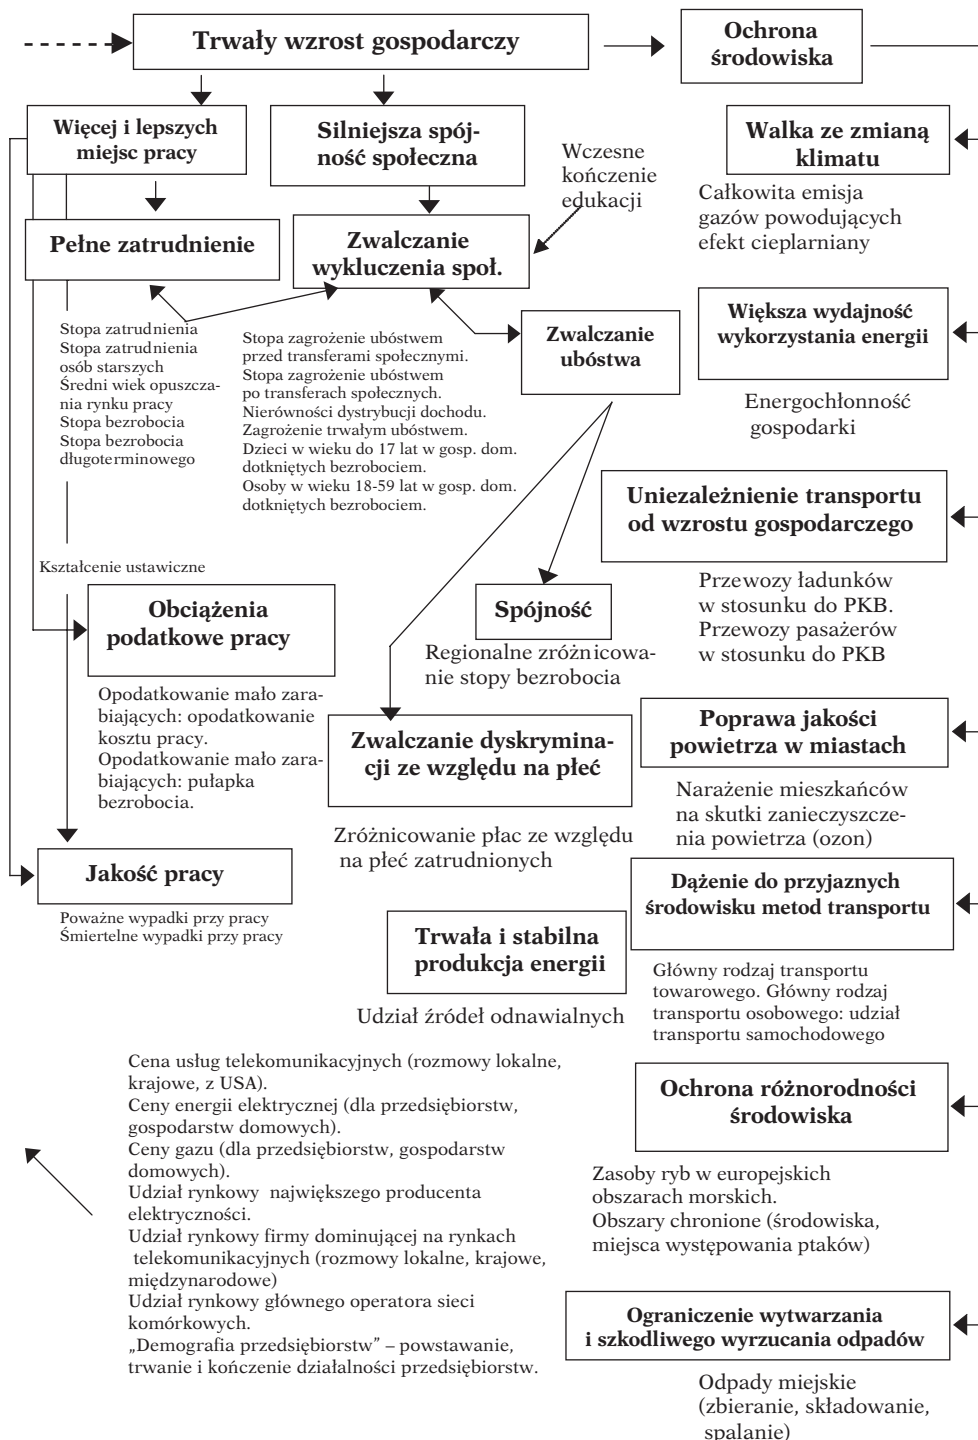 Trwały wzrost gospodarczy
Ochrona
środowiska
Więcej i lepszych
miejsc pracy
Silniejsza spój-
ność społeczna
Wczesne
kończenie
edukacji
Walka ze zmianą
klimatu
Całkowita emisja
gazów powodujących
efekt cieplarniany
Pełne zatrudnienie
Zwalczanie
wykluczenia społ.
Stopa zatrudnienia
Stopa zatrudnienia
osób starszych
Średni wiek opuszcza-
nia rynku pracy
Stopa bezrobocia
Stopa bezrobocia
długoterminowego
Stopa zagrożenie ubóstwem
przed transferami społecznymi.
Stopa zagrożenie ubóstwem
po transferach społecznych.
Nierówności dystrybucji dochodu.
Zagrożenie trwałym ubóstwem.
Dzieci w wieku do 17 lat w gosp. dom.
dotkniętych bezrobociem.
Osoby w wieku 18-59 lat w gosp. dom.
dotkniętych bezrobociem.
Zwalczanie
ubóstwa
Większa wydajność
wykorzystania energii
Energochłonność
gospodarki
Uniezależnienie transportu
od wzrostu gospodarczego
Przewozy ładunków
w stosunku do PKB.
Przewozy pasażerów
w stosunku do PKB
Kształcenie ustawiczne
Obciążenia
podatkowe pracy
Opodatkowanie mało zara-
biających: opodatkowanie
kosztu pracy.
Opodatkowanie mało zara-
biających: pułapka
bezrobocia.
Spójność
Regionalne zróżnicowa-
nie stopy bezrobocia
Zwalczanie dyskrymina-
cji ze względu na płeć
Zróżnicowanie płac ze względu
na płeć zatrudnionych
Poprawa jakości
powietrza w miastach
Narażenie mieszkańców
na skutki zanieczyszcze-
nia powietrza (ozon)
Jakość pracy
Poważne wypadki przy pracy
Śmiertelne wypadki przy pracy
Trwała i stabilna
produkcja energii
Udział źródeł odnawialnych
Dążenie do przyjaznych
środowisku metod transportu
Główny rodzaj transportu
towarowego. Główny rodzaj
transportu osobowego: udział
transportu samochodowego
Cena usług telekomunikacyjnych (rozmowy lokalne,
krajowe, z USA).
Ceny energii elektrycznej (dla przedsiębiorstw,
gospodarstw domowych).
Ceny gazu (dla przedsiębiorstw, gospodarstw
domowych).
Udział rynkowy największego producenta
elektryczności.
Udział rynkowy firmy dominującej na rynkach
telekomunikacyjnych (rozmowy lokalne, krajowe,
międzynarodowe)
Udział rynkowy głównego operatora sieci
komórkowych.
„Demografia przedsiębiorstw” – powstawanie,
trwanie i kończenie działalności przedsiębiorstw.
Ochrona różnorodności
środowiska
Zasoby ryb w europejskich
obszarach morskich.
Obszary chronione (środowiska,
miejsca występowania ptaków)
Ograniczenie wytwarzania
i szkodliwego wyrzucania odpadów
Odpady miejskie
(zbieranie, składowanie,
spalanie)